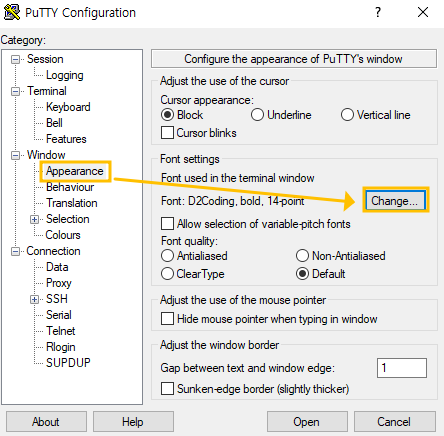 PuTTY Configuration
?
×
Category:
Session
Logging
Terminal
Keyboard
Bell
Features
Window
Appearance
Behaviour
Translation
Selection
Colours
Connection
Data
Proxy
SSH
Serial
Telnet
Rlogin
SUPDUP
Configure the appearance of PuTTY's window
Adjust the use of the cursor
Cursor appearance:
Block Underline Vertical line
Cursor blinks
Font settings
Font used in the terminal window
Font: D2Coding, bold, 14-point Change...
Allow selection of variable-pitch fonts
Font quality:
Antialiased Non-Antialiased
ClearType Default
Adjust the use of the mouse pointer
Hide mouse pointer when typing in window
Adjust the window border
Gap between text and window edge: 1
Sunken-edge border (slightly thicker)
About Help Open Cancel